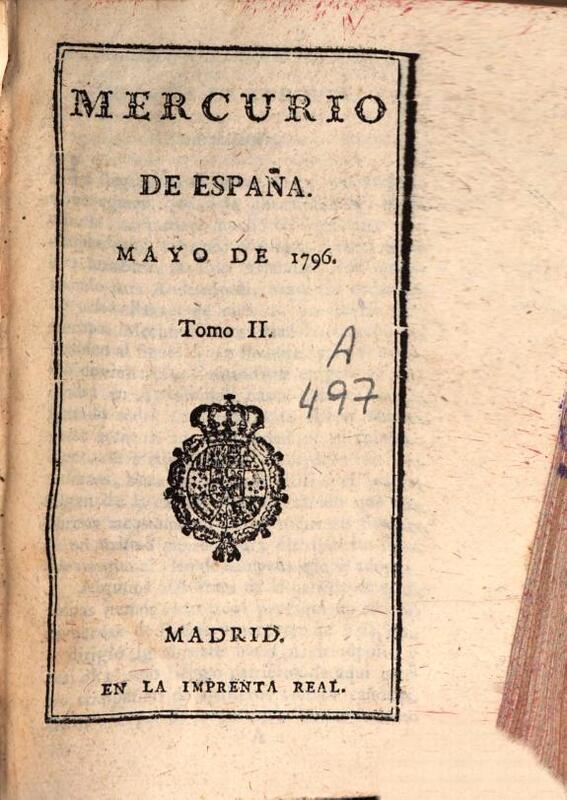 MERCURIO
DE ESPAÑA.
MAYO DE 1796.
Tomo II.
A
497
MADRID.
EN LA IMPRENTA REAL.